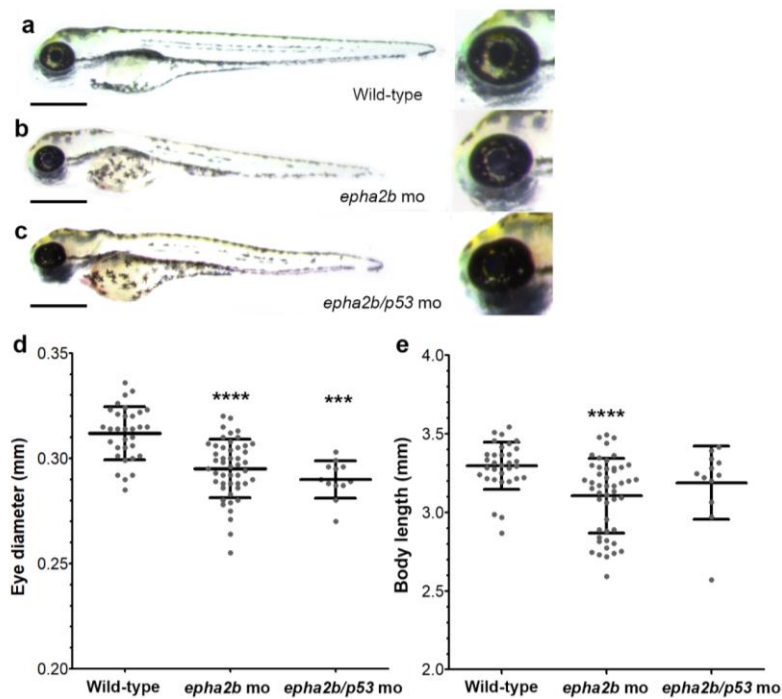 a
Wild-type
b
epha2b mo
c
epha2b/p53 mo
d
0.35
0.30
0.25
0.20
Eye diameter (mm)
**** ***
Wild-type epha2b mo epha2b/p53 mo
e
4.0
3.5
3.0
2.5
2.0
Body length (mm)
****
Wild-type epha2b mo epha2b/p53 mo